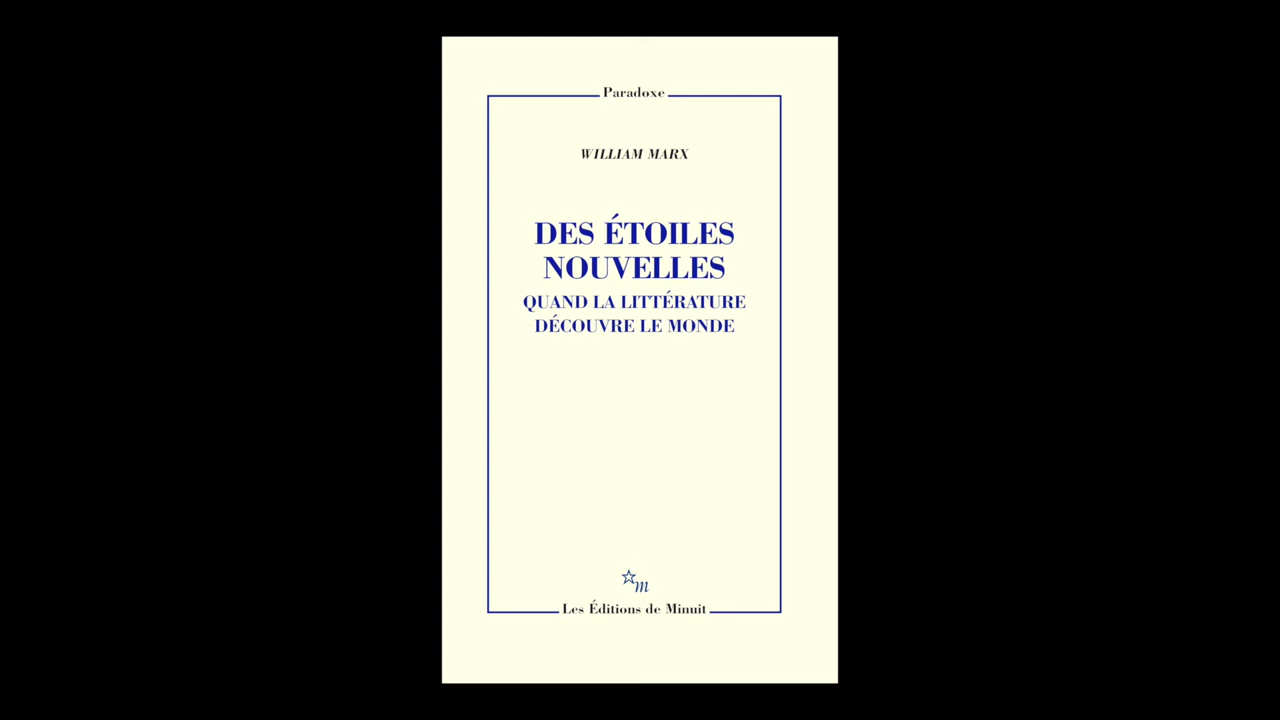 Paradoxe
WILLIAM MARX
DES ÉTOILES
NOUVELLES
QUAND LA LITTÉRATURE
DÉCOUVRE LE MONDE
m
Les Éditions de Minuit